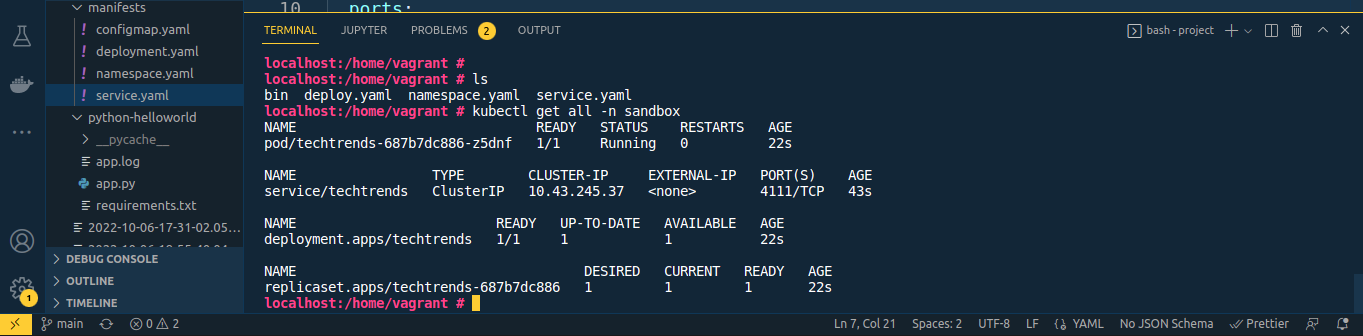 manifests
configmap.yaml
deployment.yaml
namespace.yaml
service.yaml
python-helloworld
__pycache__
app.log
app.py
requirements.txt
2022-10-06-17-31-02.05...
DEBUG CONSOLE
OUTLINE
TIMELINE
1
10 ports:
TERMINAL JUPYTER PROBLEMS 2 OUTPUT bash - project
localhost:/home/vagrant #
localhost:/home/vagrant # ls
bin deploy.yaml namespace.yaml service.yaml
localhost:/home/vagrant # kubectl get all -n sandbox
NAME READY STATUS RESTARTS AGE
pod/techtrends-687b7dc886-z5dnf 1/1 Running 0 22s
NAME TYPE CLUSTER-IP EXTERNAL-IP PORT(S) AGE
service/techtrends ClusterIP 10.43.245.37 <none> 4111/TCP 43s
NAME READY UP-TO-DATE AVAILABLE AGE
deployment.apps/techtrends 1/1 1 1 22s
NAME DESIRED CURRENT READY AGE
replicaset.apps/techtrends-687b7dc886 1 1 1 22s
localhost:/home/vagrant #
main 0 2 Ln 7, Col 21 Spaces: 2 UTF-8 LF YAML No JSON Schema Prettier